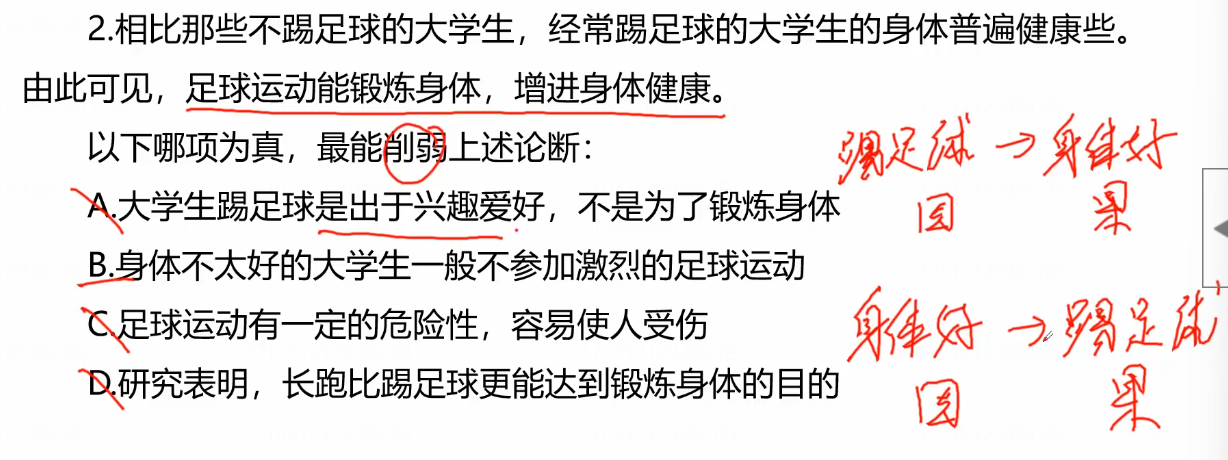 2.相比那些不踢足球的大学生，经常踢足球的大学生的身体普遍健康些。
由此可见，足球运动能锻炼身体，增进身体健康。
以下哪项为真，最能削弱上述论断：
踢足球→身体好
A.大学生踢足球是出于兴趣爱好，不是为了锻炼身体
因 果
B.身体不太好的大学生一般不参加激烈的足球运动
C.足球运动有一定的危险性，容易使人受伤
身体好→踢足球
D.研究表明，长跑比踢足球更能达到锻炼身体的目的
因 果